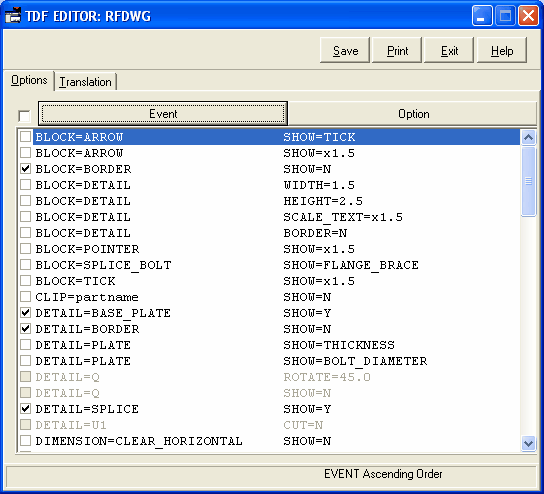 TDF EDITOR: RFDWG
Save Print Exit Help
Options Translation
Event Option
BLOCK=ARROW SHOW=TICK
BLOCK=ARROW SHOW=x1.5
BLOCK=BORDER SHOW=N
BLOCK=DETAIL WIDTH=1.5
BLOCK=DETAIL HEIGHT=2.5
BLOCK=DETAIL SCALE_TEXT=x1.5
BLOCK=DETAIL BORDER=N
BLOCK=POINTER SHOW=x1.5
BLOCK=SPLICE_BOLT SHOW=FLANGE_BRACE
BLOCK=TICK SHOW=x1.5
CLIP=partname SHOW=N
DETAIL=BASE_PLATE SHOW=Y
DETAIL=BORDER SHOW=N
DETAIL=PLATE SHOW=THICKNESS
DETAIL=PLATE SHOW=BOLT_DIAMETER
DETAIL=Q ROTATE=45.0
DETAIL=Q SHOW=N
DETAIL=SPLICE SHOW=Y
DETAIL=U1 CUT=N
DIMENSION=CLEAR_HORIZONTAL SHOW=N
EVENT Ascending Order